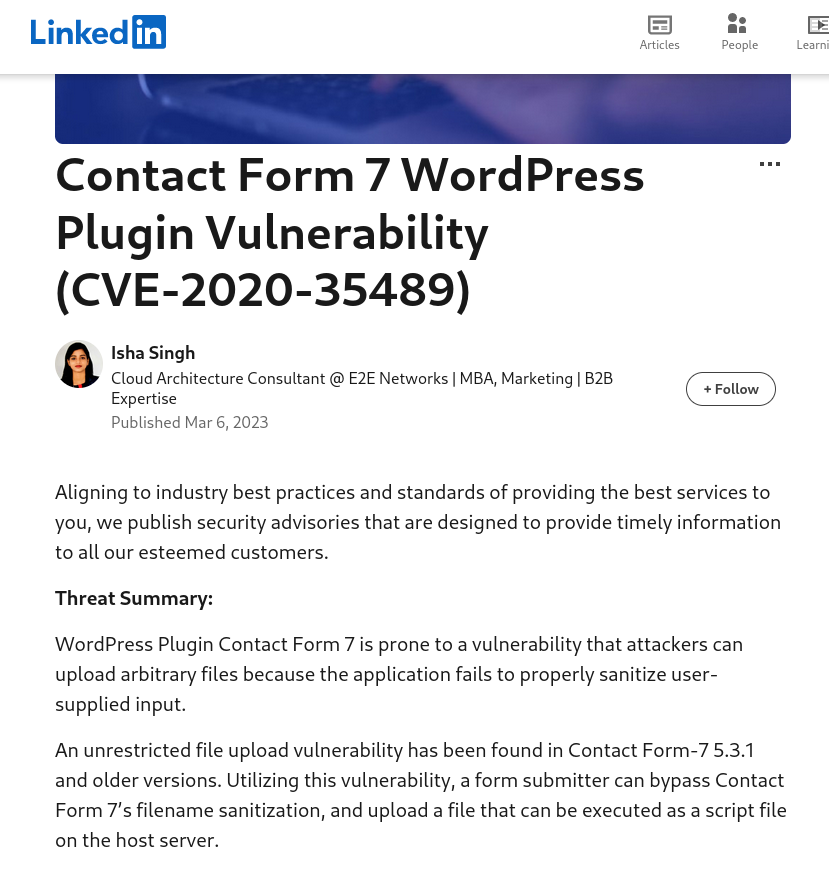 Linked in
Articles
People
Learni
Contact Form 7 WordPress
Plugin Vulnerability
(CVE-2020-35489)
Isha Singh
Cloud Architecture Consultant @ E2E Networks | MBA, Marketing | B2B
Expertise
Published Mar 6, 2023
+ Follow
Aligning to industry best practices and standards of providing the best services to
you, we publish security advisories that are designed to provide timely information
to all our esteemed customers.
Threat Summary:
WordPress Plugin Contact Form 7 is prone to a vulnerability that attackers can
upload arbitrary files because the application fails to properly sanitize user-
supplied input.
An unrestricted file upload vulnerability has been found in Contact Form-7 5.3.1
and older versions. Utilizing this vulnerability, a form submitter can bypass Contact
Form 7’s filename sanitization, and upload a file that can be executed as a script file
on the host server.